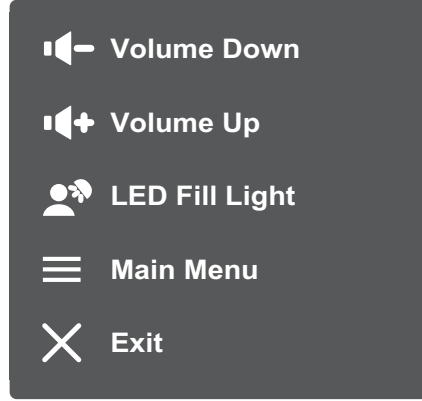 Volume Down
Volume Up
LED Fill Light
Main Menu
Exit